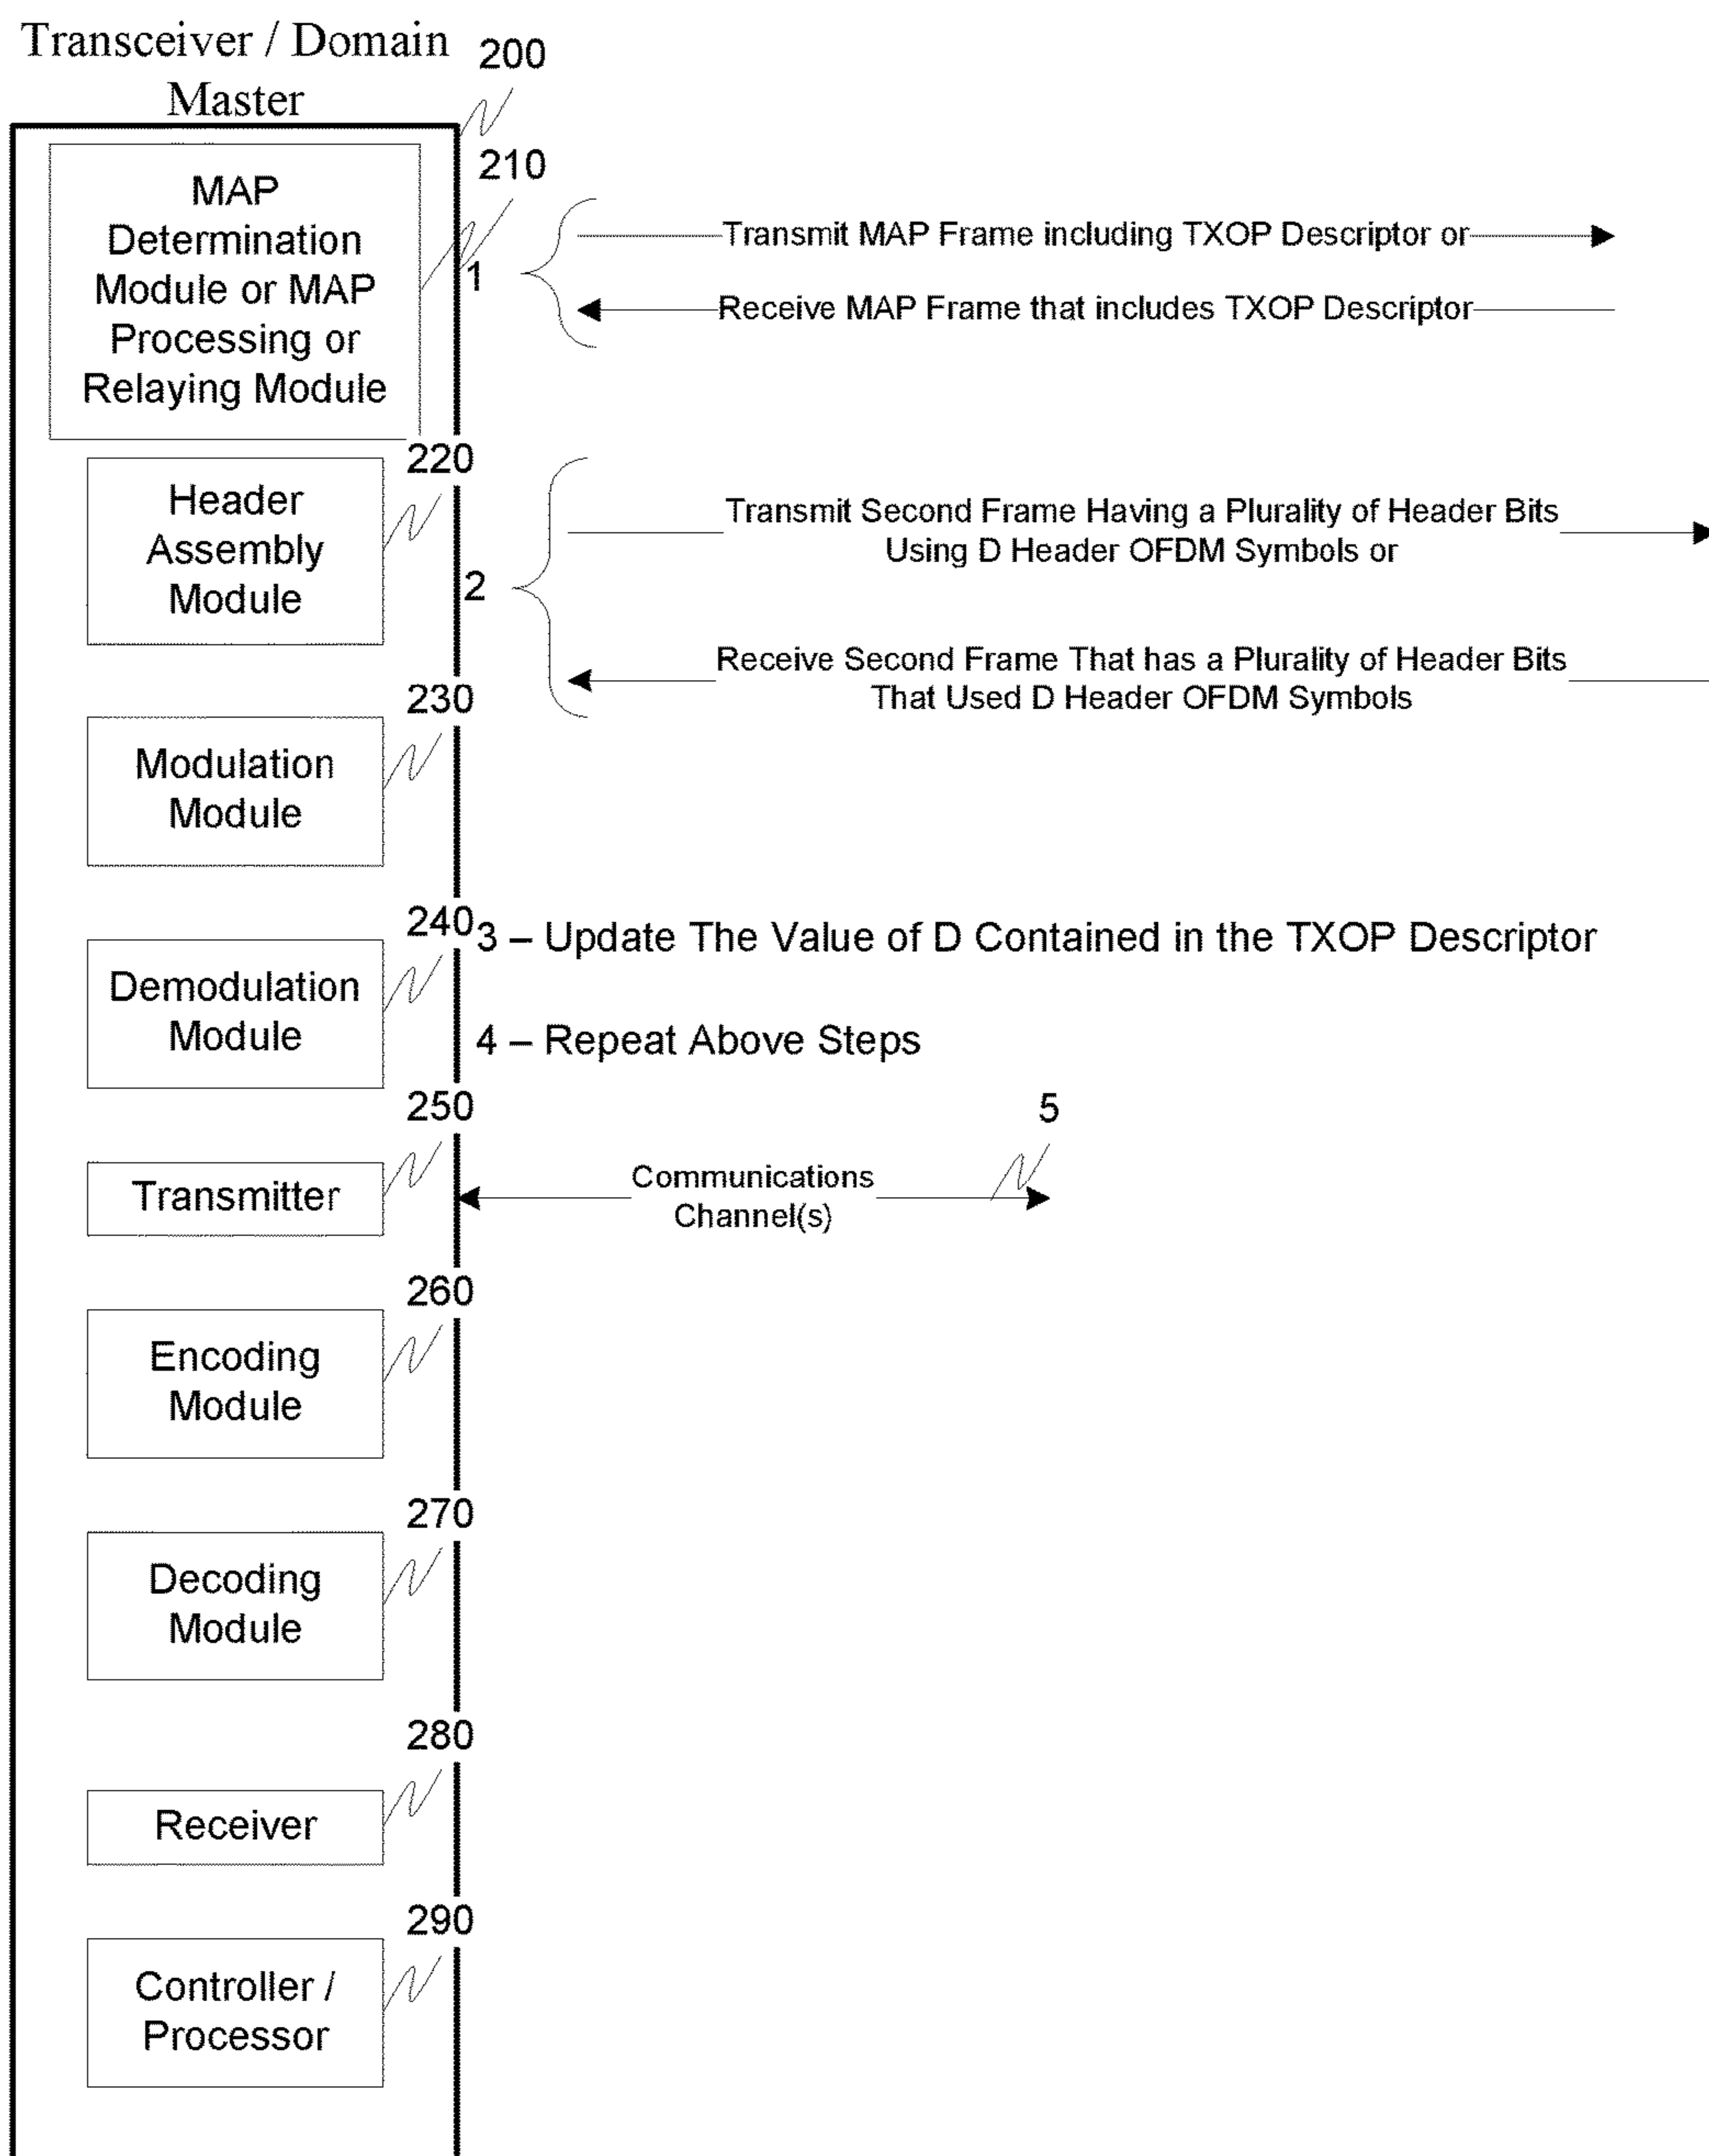 Transceiver / Domain
Master
200
210
MAP
Determination
Module or MAP
Processing or
Relaying Module
1
Transmit MAP Frame including TXOP Descriptor or
Receive MAP Frame that includes TXOP Descriptor
220
Header
Assembly
Module
2
Transmit Second Frame Having a Plurality of Header Bits
Using D Header OFDM Symbols or
Receive Second Frame That has a Plurality of Header Bits
That Used D Header OFDM Symbols
230
Modulation
Module
240
3 – Update The Value of D Contained in the TXOP Descriptor
Demodulation
Module
4 – Repeat Above Steps
250
5
Transmitter
Communications
Channel(s)
260
Encoding
Module
270
Decoding
Module
280
Receiver
290
Controller /
Processor